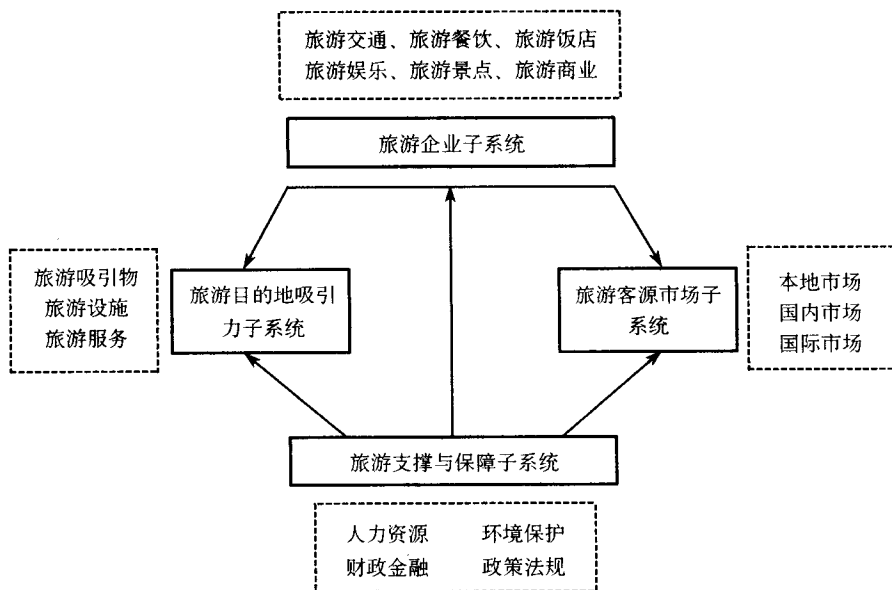 旅游交通、旅游餐饮、旅游饭店
旅游娱乐、旅游景点、旅游商业
旅游企业子系统
旅游吸引物
旅游设施
旅游服务
旅游目的地吸引
力子系统
旅游客源市场子
系统
本地市场
国内市场
国际市场
旅游支撑与保障子系统
人力资源 环境保护
财政金融 政策法规